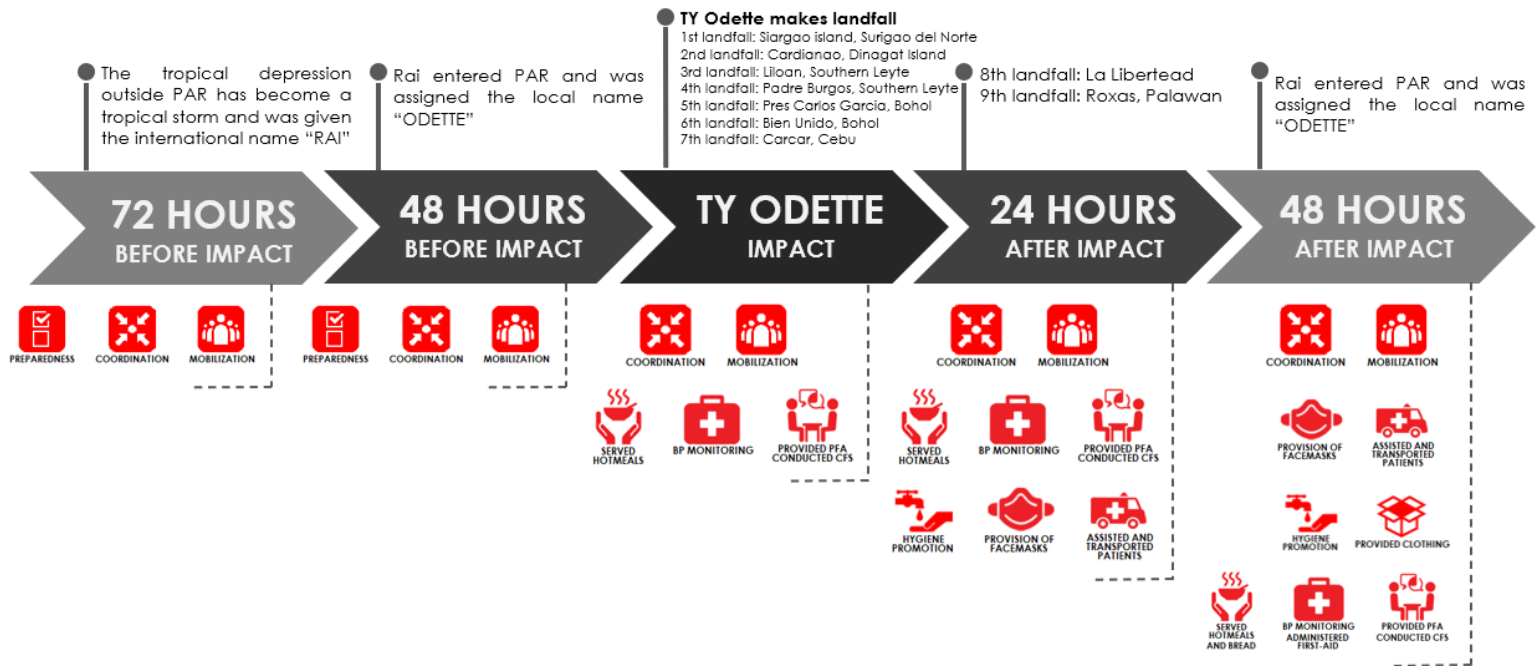 The tropical depression
outside PAR has become a
tropical storm and was given
the international name “RAI”
Rai entered PAR and was
assigned the local name
“ODETTE”
TY Odette makes landfall
1st landfall: Siargao island, Surigao del Norte
2nd landfall: Cardianao, Dinagat Island
3rd landfall: Liloan, Southern Leyte
4th landfall: Padre Burgos, Southern Leyte
5th landfall: Pres Carlos Garcia, Bohol
6th landfall: Bien Unido, Bohol
7th landfall: Carcar, Cebu
8th landfall: La Libertead
9th landfall: Roxas, Palawan
Rai entered PAR and was
assigned the local name
“ODETTE”
72 HOURS
BEFORE IMPACT
48 HOURS
BEFORE IMPACT
TY ODETTE
IMPACT
24 HOURS
AFTER IMPACT
48 HOURS
AFTER IMPACT
PREPAREDNESS
COORDINATION
MOBILIZATION
PREPAREDNESS
COORDINATION
MOBILIZATION
COORDINATION
MOBILIZATION
SERVED
HOTMEALS
BP MONITORING
PROVIDED PFA
CONDUCTED CFS
COORDINATION
MOBILIZATION
SERVED
HOTMEALS
BP MONITORING
PROVIDED PFA
CONDUCTED CFS
HYGIENE
PROMOTION
PROVISION OF
FACEMASKS
ASSISTED AND
TRANSPORTED
PATIENTS
COORDINATION
MOBILIZATION
PROVISION OF
FACEMASKS
ASSISTED AND
TRANSPORTED
PATIENTS
HYGIENE
PROMOTION
PROVIDED CLOTHING
SERVED
HOTMEALS
AND BREAD
BP MONITORING
ADMINISTERED
FIRST-AID
PROVIDED PFA
CONDUCTED CFS